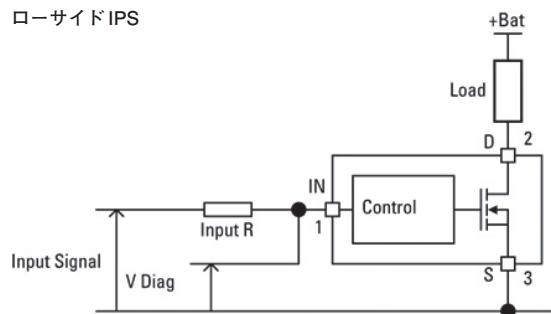 ローサイドIPS
+Bat
Load
D 2
IN
Control
1
Input R
Input Signal
V Diag
S 3